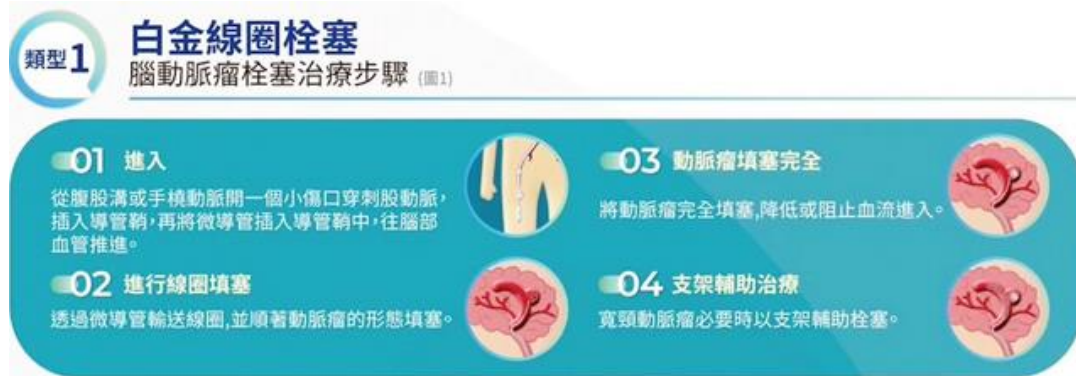 類型1
白金線圈栓塞
腦動脈瘤栓塞治療步驟 (圖1)
01 進入
從腹股溝或手橈動脈開一個小傷口穿刺股動脈,
插入導管鞘,再將微導管插入導管鞘中,往腦部
血管推進。
02 進行線圈填塞
透過微導管輸送線圈,並順著動脈瘤的形態填塞。
03 動脈瘤填塞完全
將動脈瘤完全填塞,降低或阻止血流進入。
04 支架輔助治療
寬頸動脈瘤必要時以支架輔助栓塞。